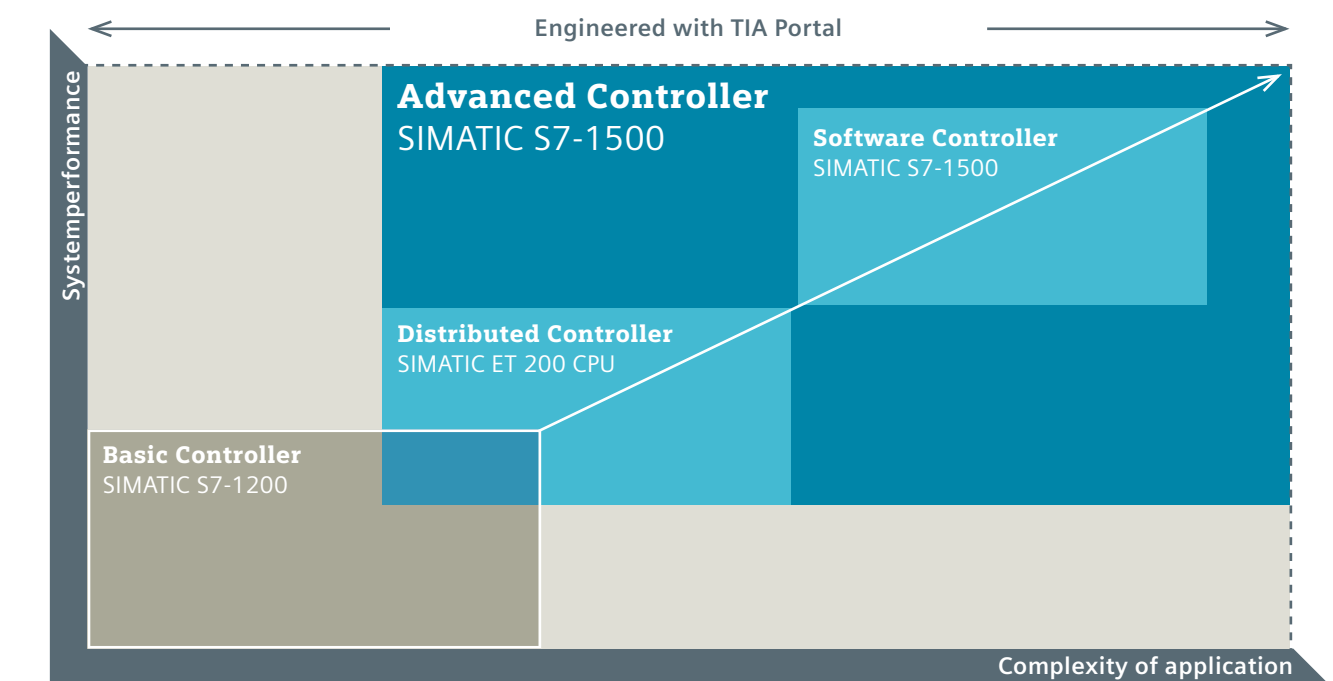 Engineered with TIA Portal
Systemperformance
Advanced Controller
SIMATIC S7-1500
Software Controller
SIMATIC S7-1500
Distributed Controller
SIMATIC ET 200 CPU
Basic Controller
SIMATIC S7-1200
Complexity of application